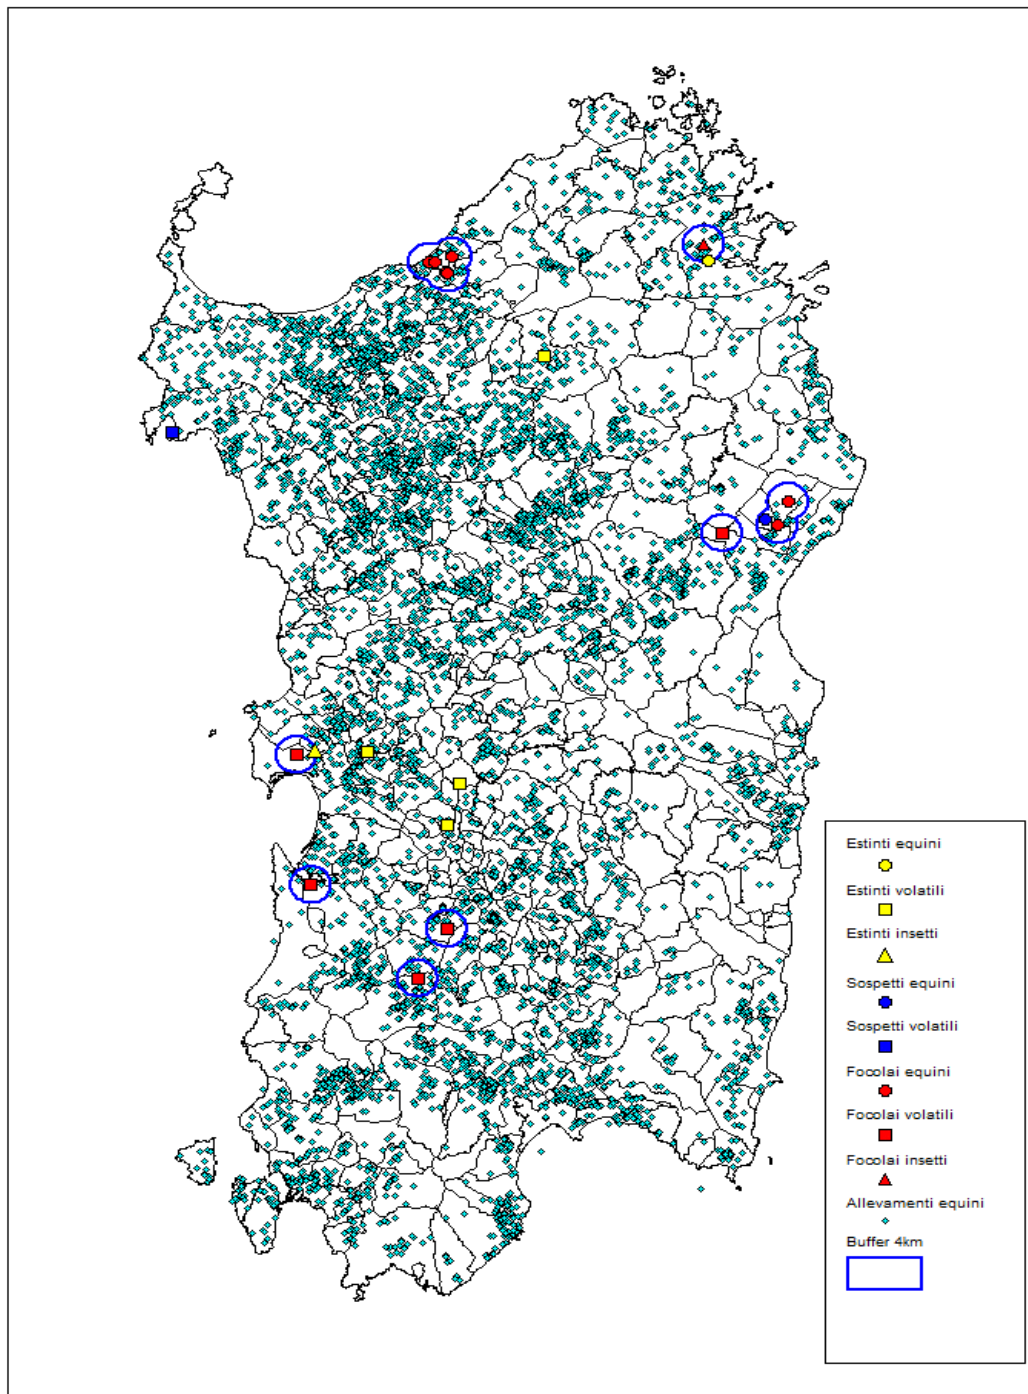 Estinti equini
Estinti volatili
Estinti insetti
Sospetti equini
Sospetti volatili
Focolai equini
Focolai volatili
Focolai insetti
Allevamenti equini
Buffer 4km